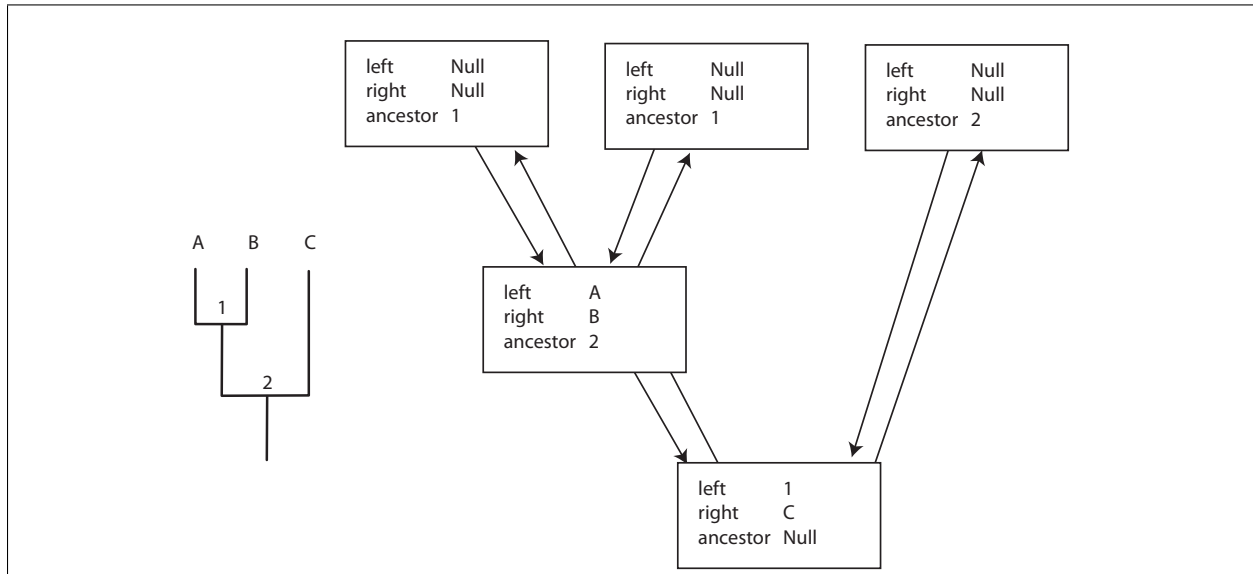 left Null
right Null
ancestor 1
left Null
right Null
ancestor 1
left Null
right Null
ancestor 2
A B C
1
2
left A
right B
ancestor 2
left 1
right C
ancestor Null